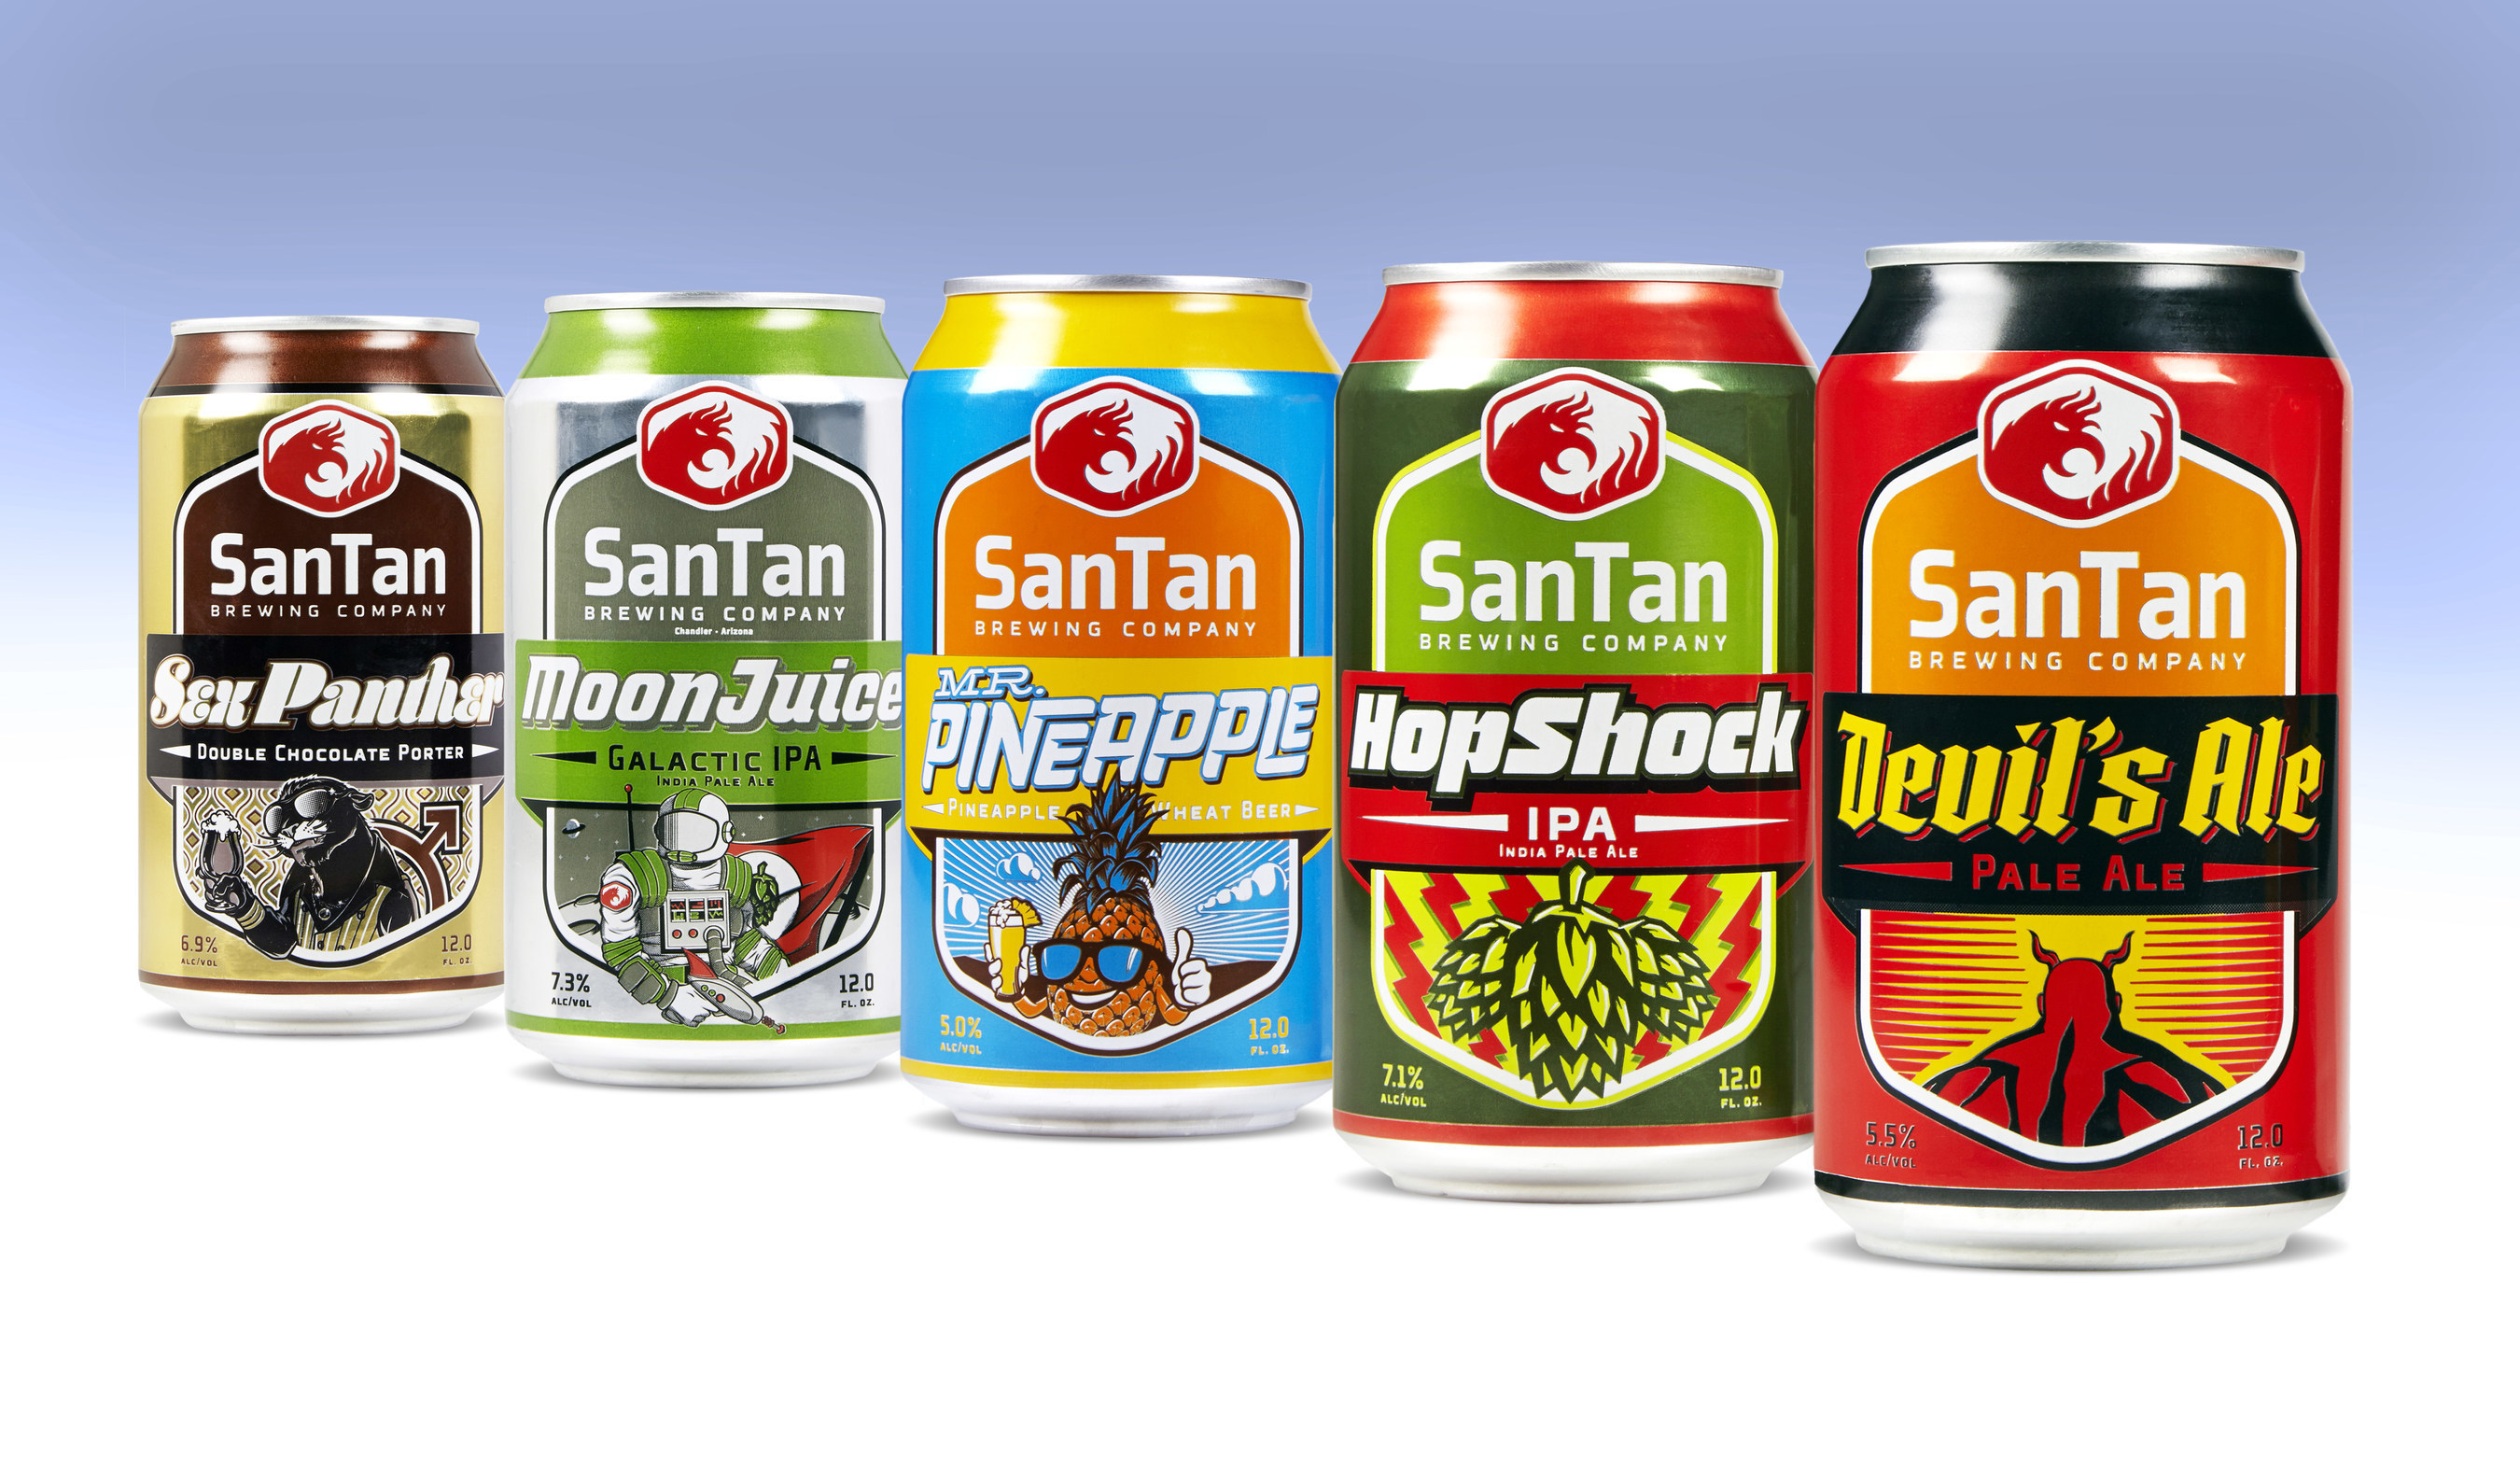 SanTan
BREWING COMPANY
Sex Panther
DOUBLE CHOCOLATE PORTER
6.9%
ALC/VOL
12.0
FL. OZ.
SanTan
BREWING COMPANY
Chandler - Arizona
MoonJuice
GALACTIC IPA
INDIA PALE ALE
7.3%
ALC/VOL
12.0
FL. OZ.
SanTan
BREWING COMPANY
MR.
PINEAPPLE
PINEAPPLE WHEAT BEER
5.0%
ALC/VOL
12.0
FL. OZ.
SanTan
BREWING COMPANY
HopShock
IPA
INDIA PALE ALE
7.1%
ALC/VOL
12.0
FL. OZ.
SanTan
BREWING COMPANY
Devil's Ale
PALE ALE
5.5%
ALC/VOL
12.0
FL. OZ.